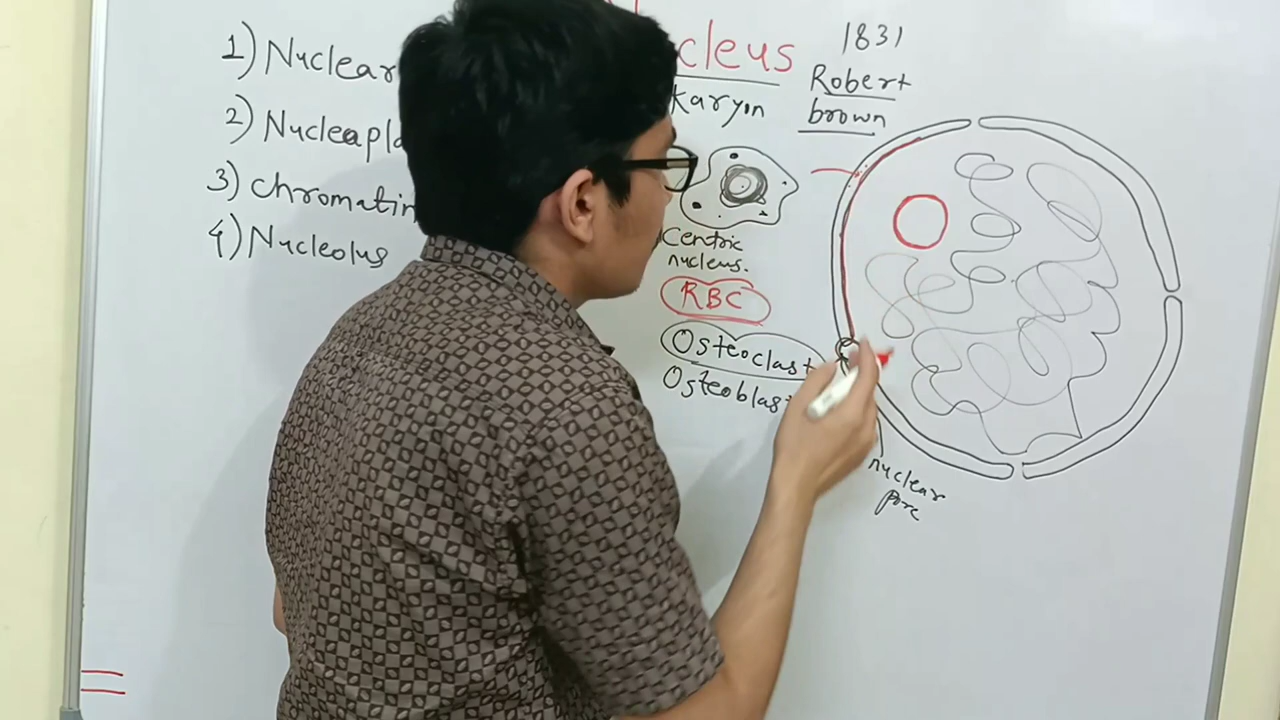 1) Nuclear
2) Nucleapla
3) chromatin
4) Nucleolus
cleus
Karyon
1831
Robert
brown
Centric
nucleus.
RBC
Osteoclast
Osteoblast
nuclear
pore